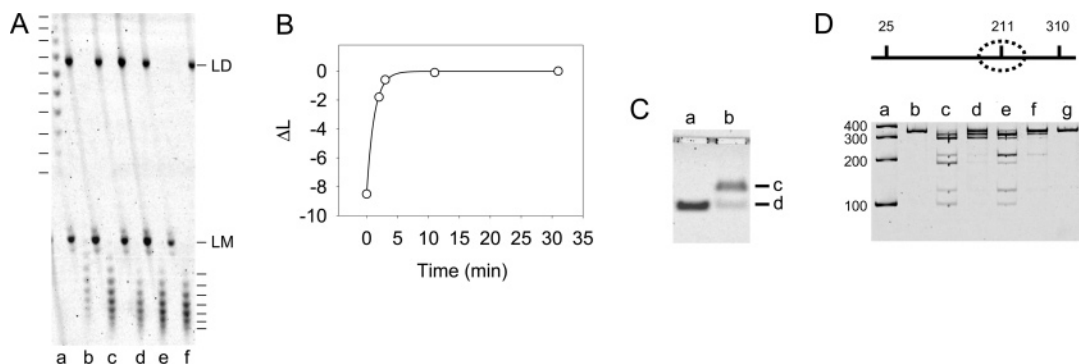 A
LD
LM
a b c d e f
B
0
-2
-4
-6
-8
-10
ΔL
0 5 10 15 20 25 30 35
Time (min)
C
a b
c
d
D
25 211 310
a b c d e f g
400
300
200
100